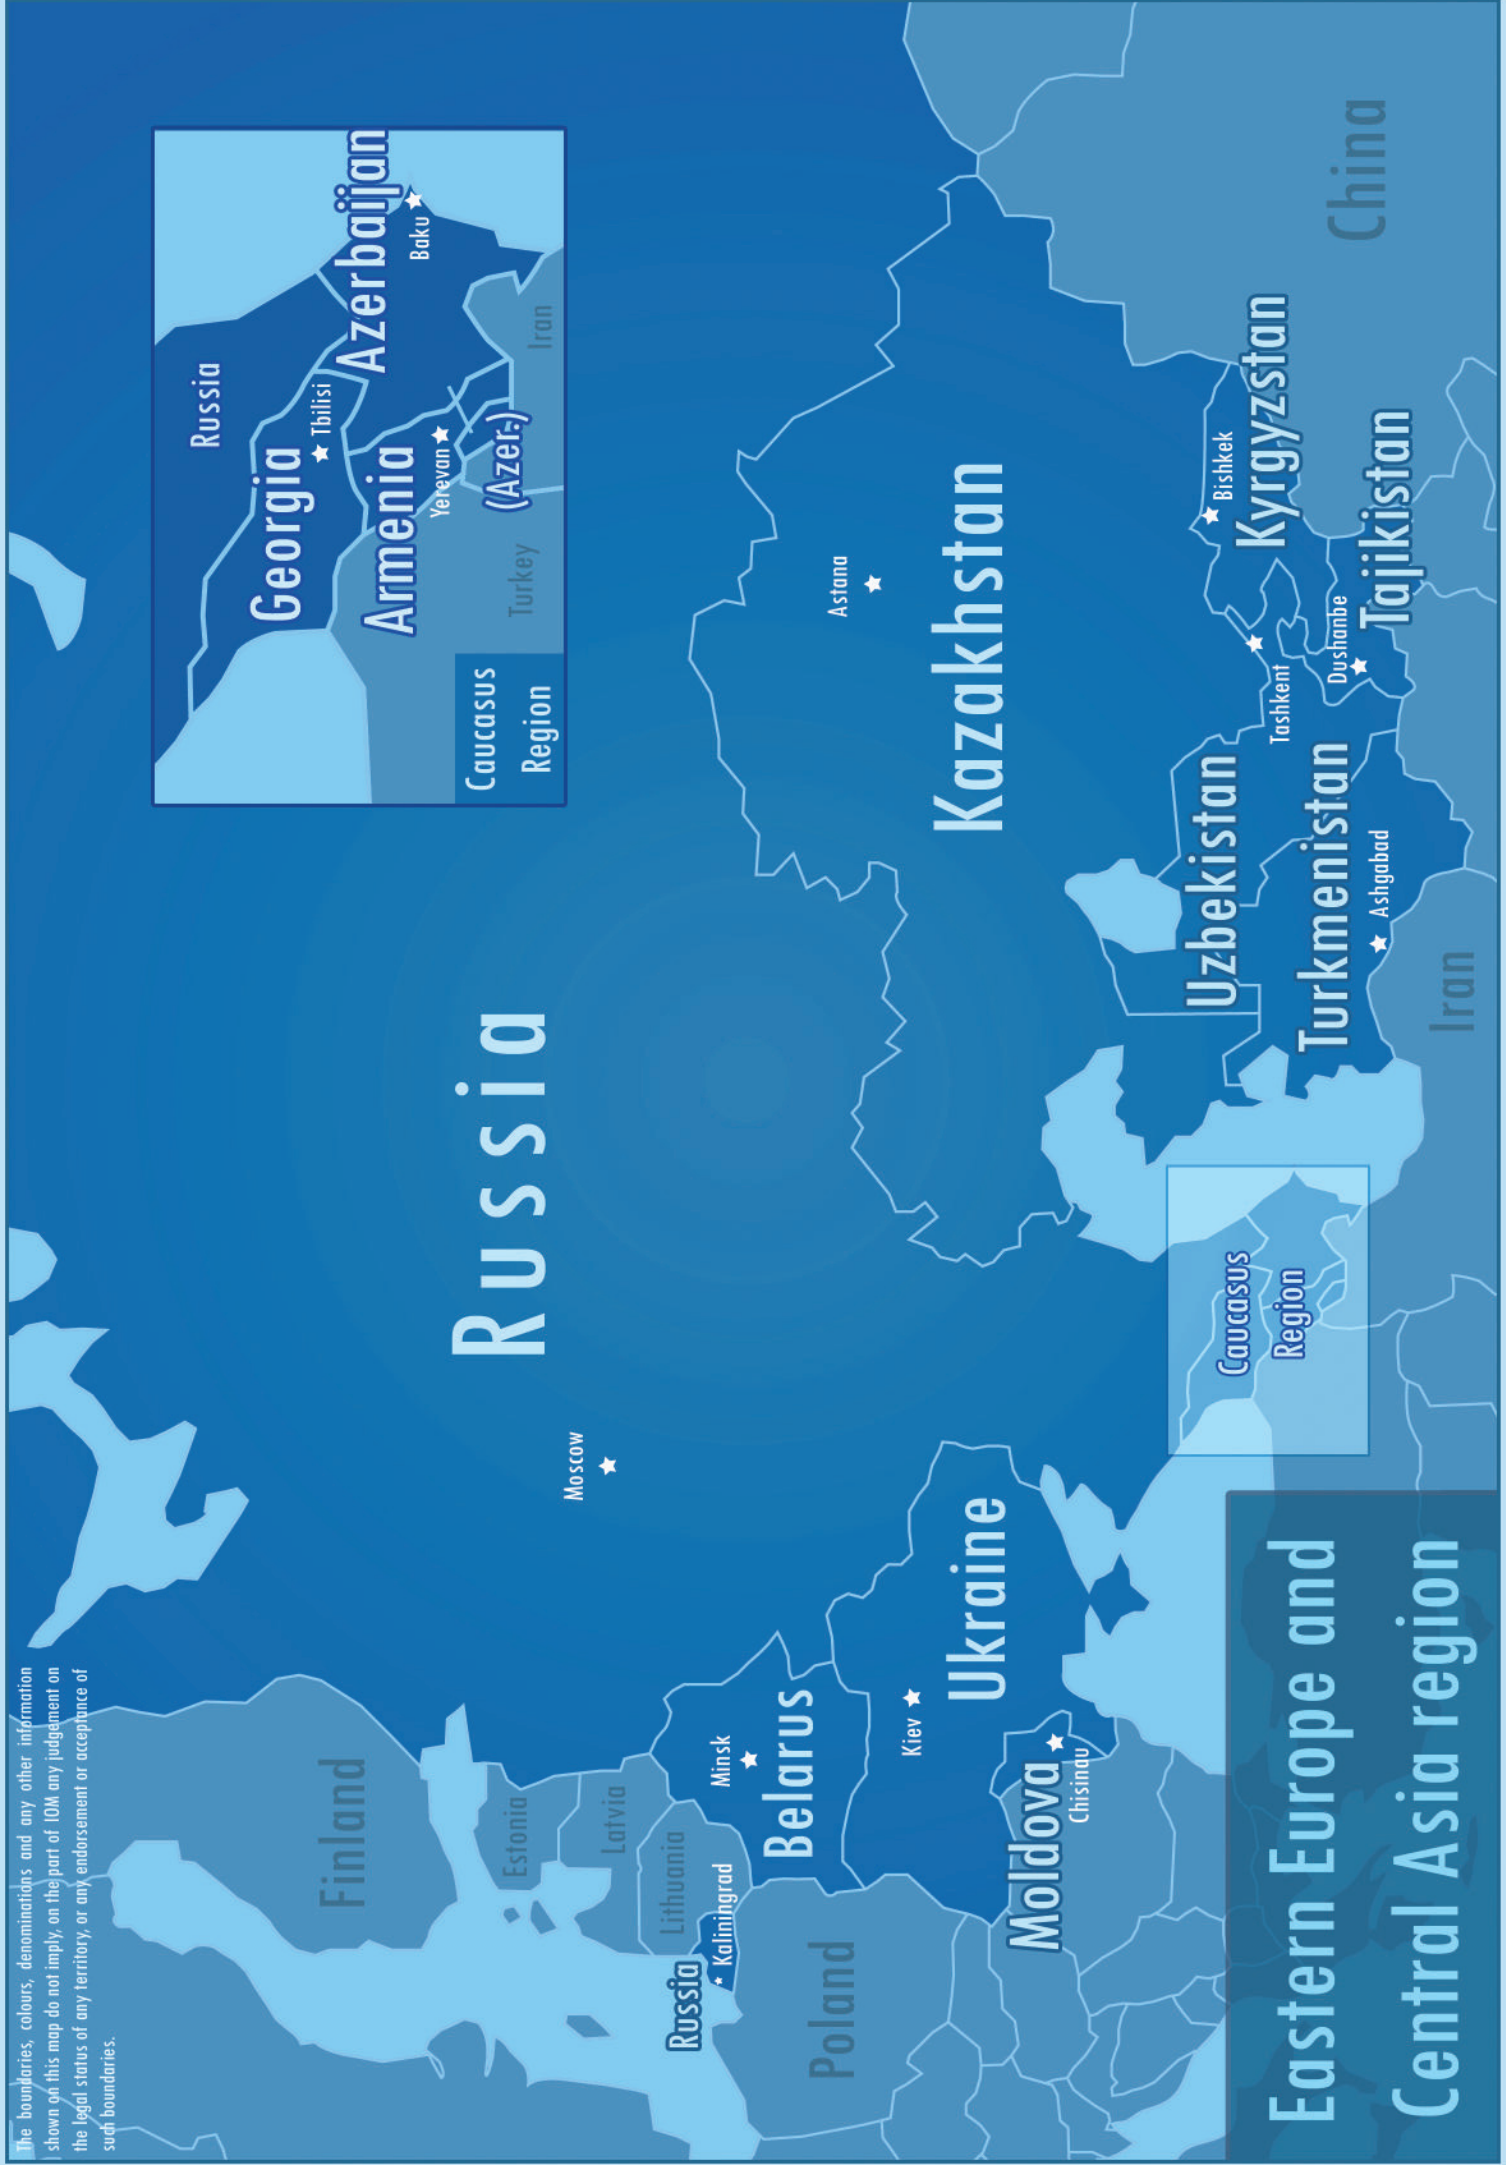 The boundaries, colours, denominations and any other information
shown on this map do not imply, on the part of IOM any judgement on
the legal status of any territory, or any endorsement or acceptance of
such boundaries.
Finland
Estonia
Latvia
Lithuania
Russia
Kaliningrad
Poland
Minsk
Belarus
Kiev
Ukraine
Moldova
Chisinau
Moscow
Russia
Russia
Georgia
Tbilisi
Azerbaijan
Baku
Armenia
Yerevan
(Azer.)
Iran
Turkey
Caucasus
Region
Astana
Kazakhstan
Caucasus
Region
Uzbekistan
Tashkent
Bishkek
Kyrgyzstan
Dushanbe
Tajikistan
Turkmenistan
Ashgabad
China
Iran
Eastern Europe and
Central Asia region